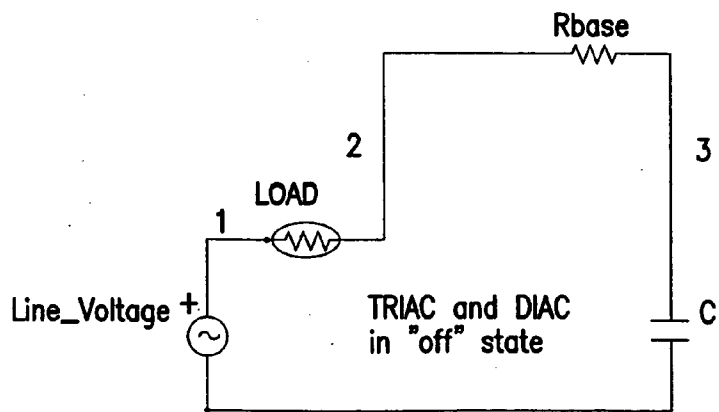 Rbase
2
3
LOAD
1
Line_Voltage +
TRIAC and DIAC
in "off" state
C